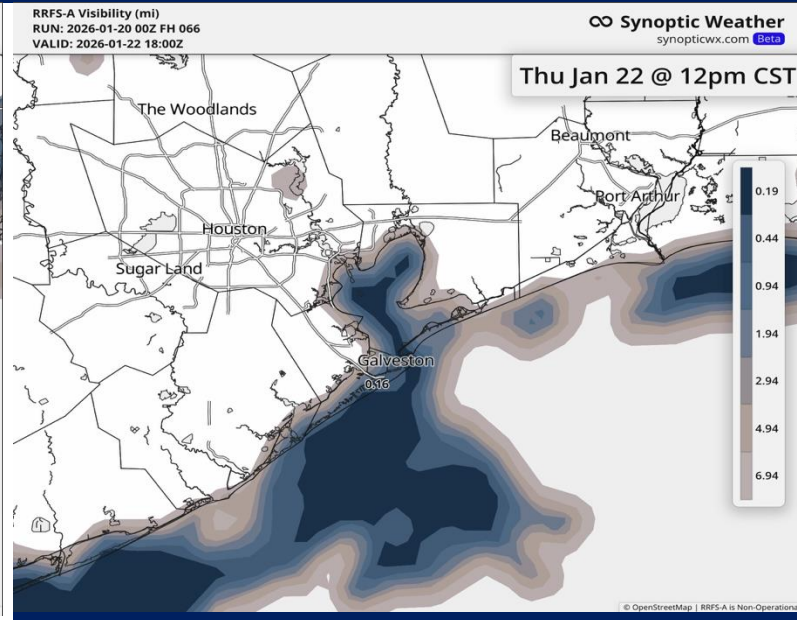 RRFS-A Visibility (mi)
RUN: 2026-01-20 00Z FH 066
VALID: 2026-01-22 18:00Z
Synoptic Weather
synopticwx.com Beta
Thu Jan 22 @ 12pm CST
The Woodlands
Beaumont
Port Arthur
Houston
Sugar Land
Galveston
0.16
0.19
0.44
0.94
1.94
2.94
4.94
6.94
© OpenStreetMap | RRFS-A is Non-Operational